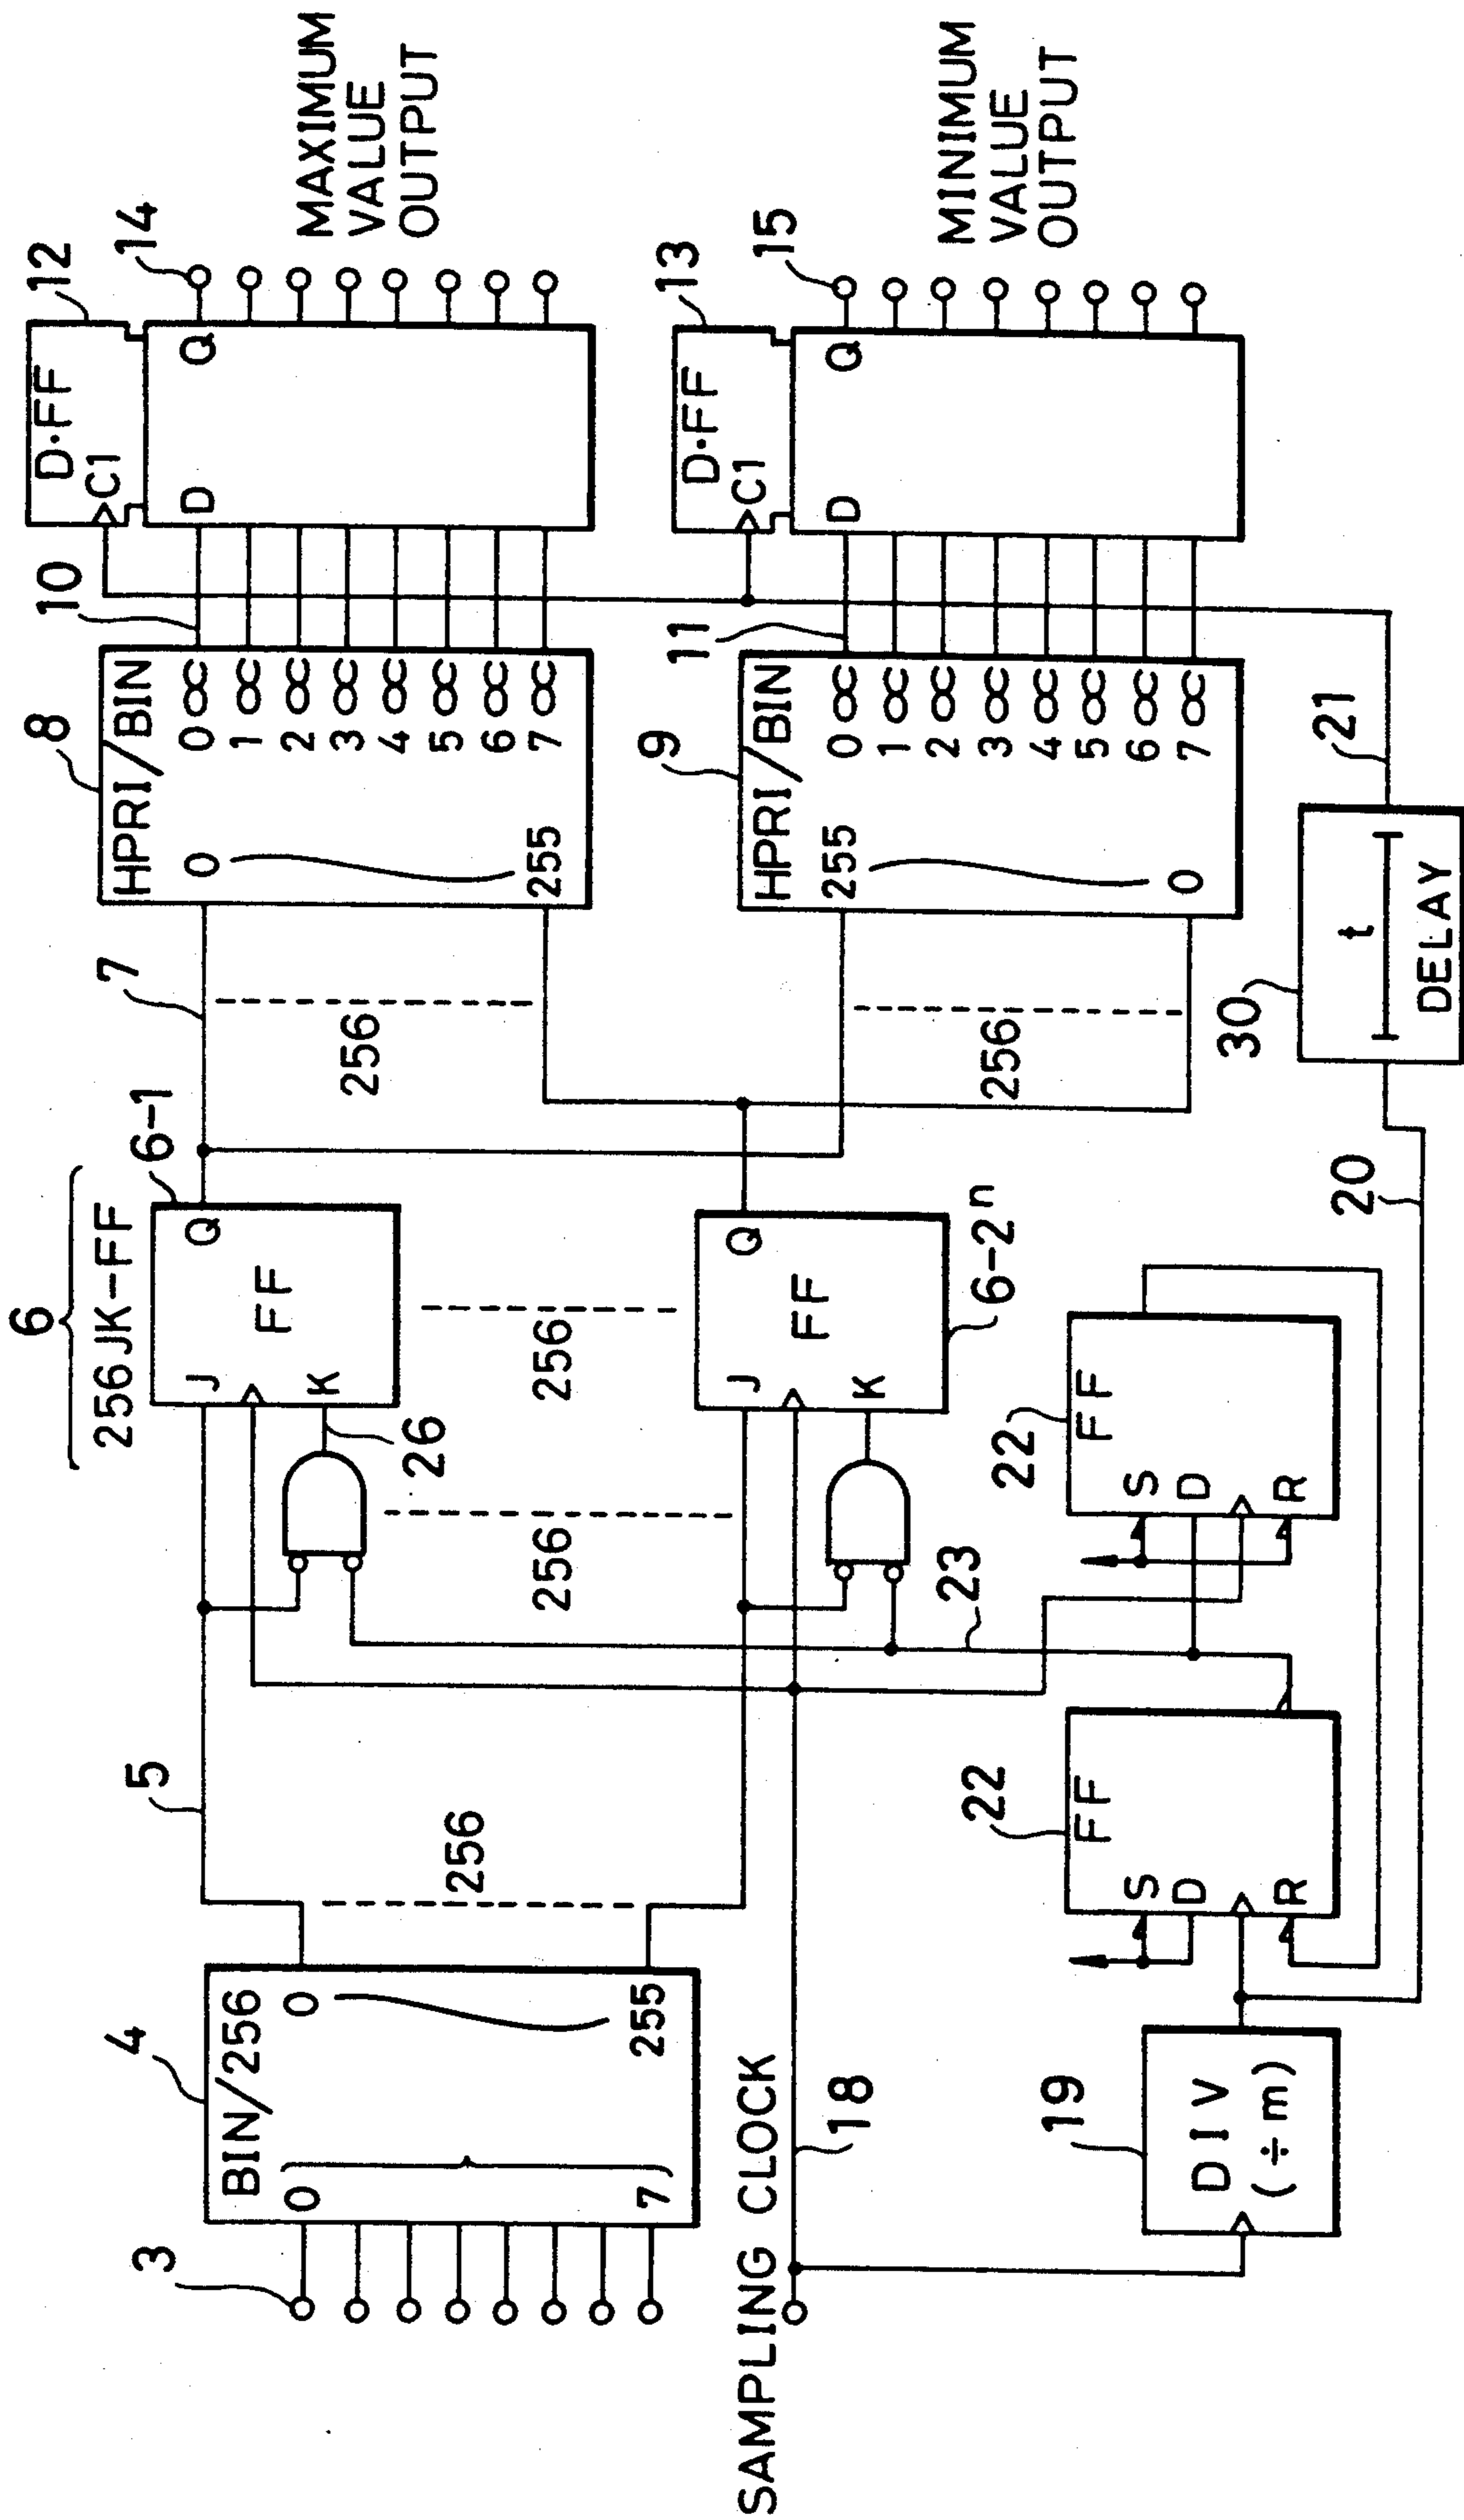 3
4
BIN/256
0
7
0
255
256
5
6
256JK-FF
6-1
J
K
Q
FF
26
256
256
J
K
Q
FF
6-2ⁿ
7
256
256
8
HPRI/BIN
0
255
0
1
2
3
4
5
6
7
9
HPRI/BIN
255
0
0
1
2
3
4
5
6
7
10
11
12
D·FF
C1
D
Q
13
D·FF
C1
D
Q
14
MAXIMUM
VALUE
OUTPUT
15
MINIMUM
VALUE
OUTPUT
SAMPLING CLOCK
18
19
DIV
(÷m)
22
FF
S
D
R
23
22
FF
S
D
R
20
30
t
DELAY
21